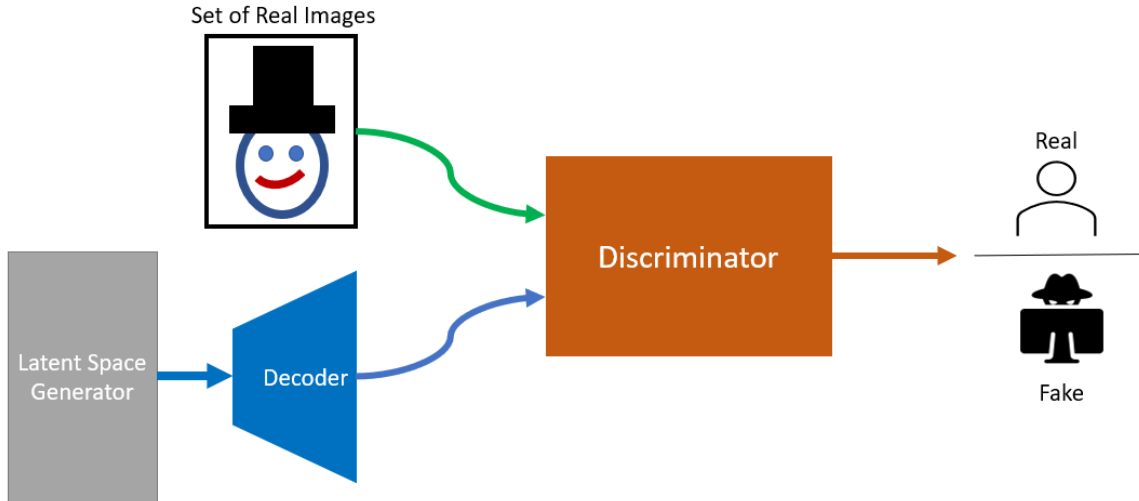 Set of Real Images
Real
Discriminator
Latent Space
Generator
Decoder
Fake